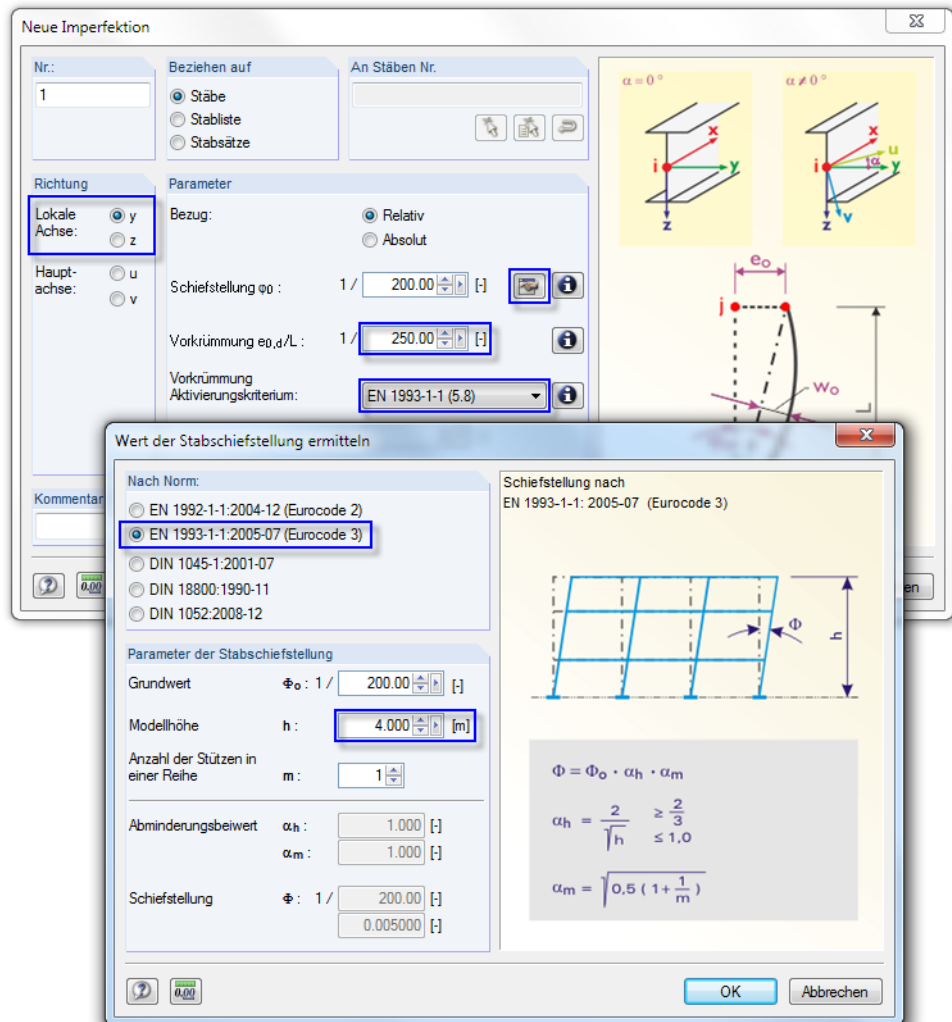 Neue Imperfektion
Nr.:
1
Beziehen auf
Stäbe
Stabliste
Stabsätze
An Stäben Nr.
Richtung
Lokale Achse: y
z
Haupt-achse: u
v
Parameter
Bezug: Relativ
Absolut
Schiefstellung φ0 : 1 / 200.00 [-]
Vorkrümmung e0,d/L : 1 / 250.00 [-]
Vorkrümmung
Aktivierungskriterium: EN 1993-1-1 (5.8)
Kommentar
0.00
en
α = 0° α ≠ 0°
x x
u
i y i α y
z z v
eo
j
wo
L
Wert der Stabschiefstellung ermitteln
Nach Norm:
EN 1992-1-1:2004-12 (Eurocode 2)
EN 1993-1-1:2005-07 (Eurocode 3)
DIN 1045-1:2001-07
DIN 18800:1990-11
DIN 1052:2008-12
Parameter der Stabschiefstellung
Grundwert Φo : 1 / 200.00 [-]
Modellhöhe h : 4.000 [m]
Anzahl der Stützen in
einer Reihe m : 1
Abminderungsbeiwert αh : 1.000 [-]
αm : 1.000 [-]
Schiefstellung Φ : 1 / 200.00 [-]
0.005000 [-]
Schiefstellung nach
EN 1993-1-1: 2005-07 (Eurocode 3)
Φ
h
Φ = Φo · αh · αm
αh = 2 / √h ≥ 2/3 ≤ 1,0
αm = √0,5 ( 1 + 1/m )
0.00
OK
Abbrechen